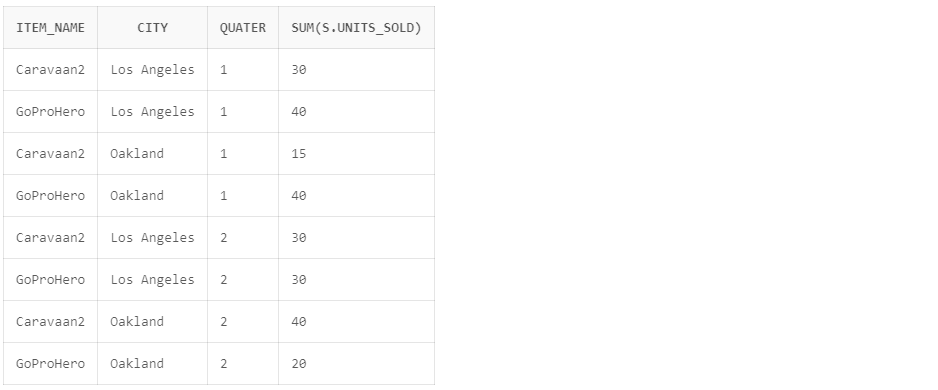 ITEM_NAME CITY QUATER SUM(S.UNITS_SOLD)
Caravaan2 Los Angeles 1 30
GoProHero Los Angeles 1 40
Caravaan2 Oakland 1 15
GoProHero Oakland 1 40
Caravaan2 Los Angeles 2 30
GoProHero Los Angeles 2 30
Caravaan2 Oakland 2 40
GoProHero Oakland 2 20